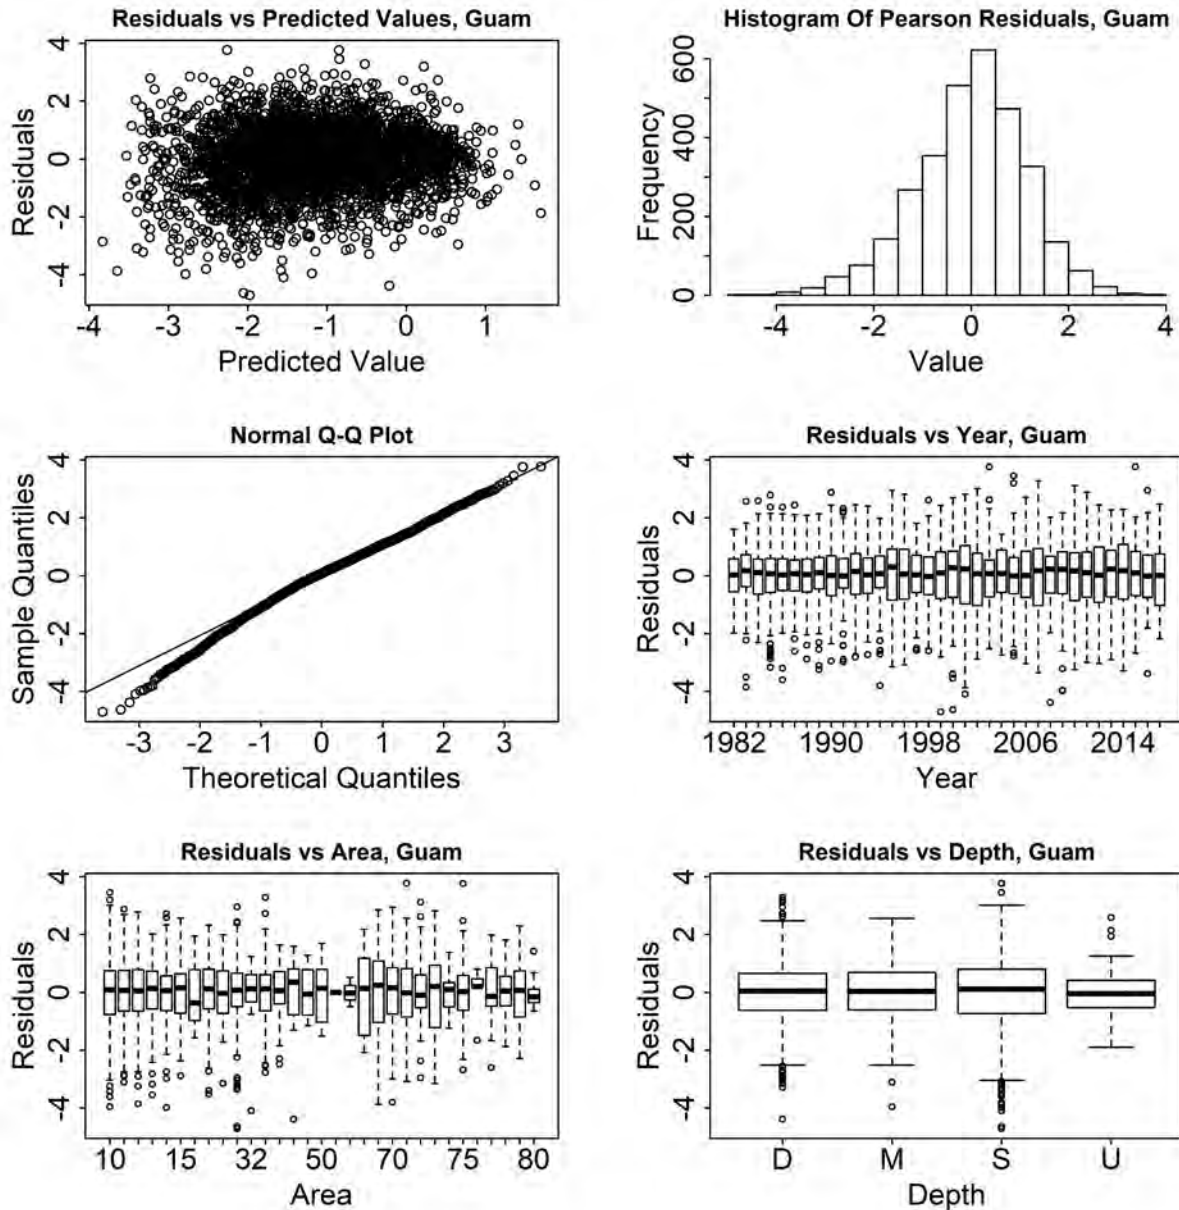 Residuals vs Predicted Values, Guam
Residuals
4
2
0
-2
-4
-4 -3 -2 -1 0 1
Predicted Value
Histogram Of Pearson Residuals, Guam
Frequency
600
400
200
0
-4 -2 0 2 4
Value
Normal Q-Q Plot
Sample Quantiles
4
2
0
-2
-4
-3 -2 -1 0 1 2 3
Theoretical Quantiles
Residuals vs Year, Guam
Residuals
4
2
0
-2
-4
1982 1990 1998 2006 2014
Year
Residuals vs Area, Guam
Residuals
4
2
0
-2
-4
10 15 32 50 70 75 80
Area
Residuals vs Depth, Guam
Residuals
4
2
0
-2
-4
D M S U
Depth